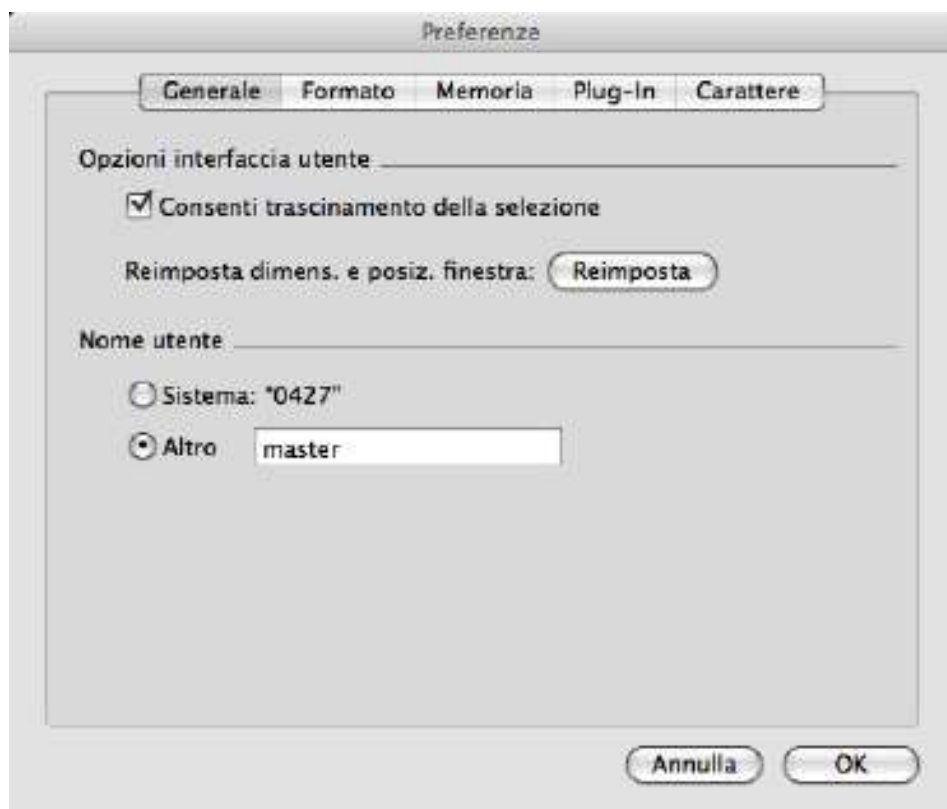 Preferenze
Generale Formato Memoria Plug-In Carattere
Opzioni interfaccia utente
Consenti trascinamento della selezione
Reimposta dimens. e posiz. finestra: Reimposta
Nome utente
Sistema: "0427"
Altro master
Annulla OK